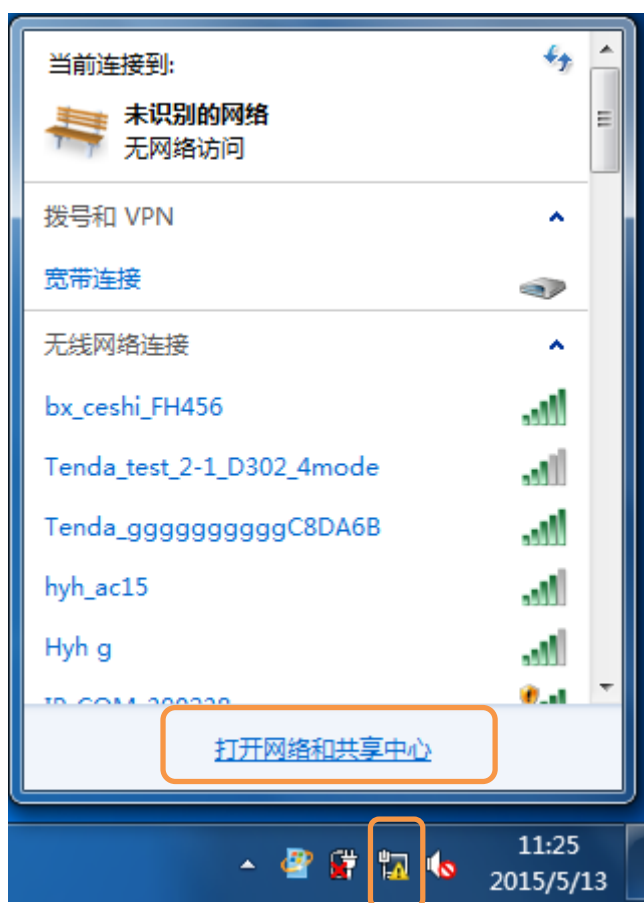 当前连接到:
未识别的网络
无网络访问
拨号和 VPN
宽带连接
无线网络连接
bx_ceshi_FH456
Tenda_test_2-1_D302_4mode
Tenda_ggggggggggC8DA6B
hyh_ac15
Hyh g
打开网络和共享中心
11:25
2015/5/13